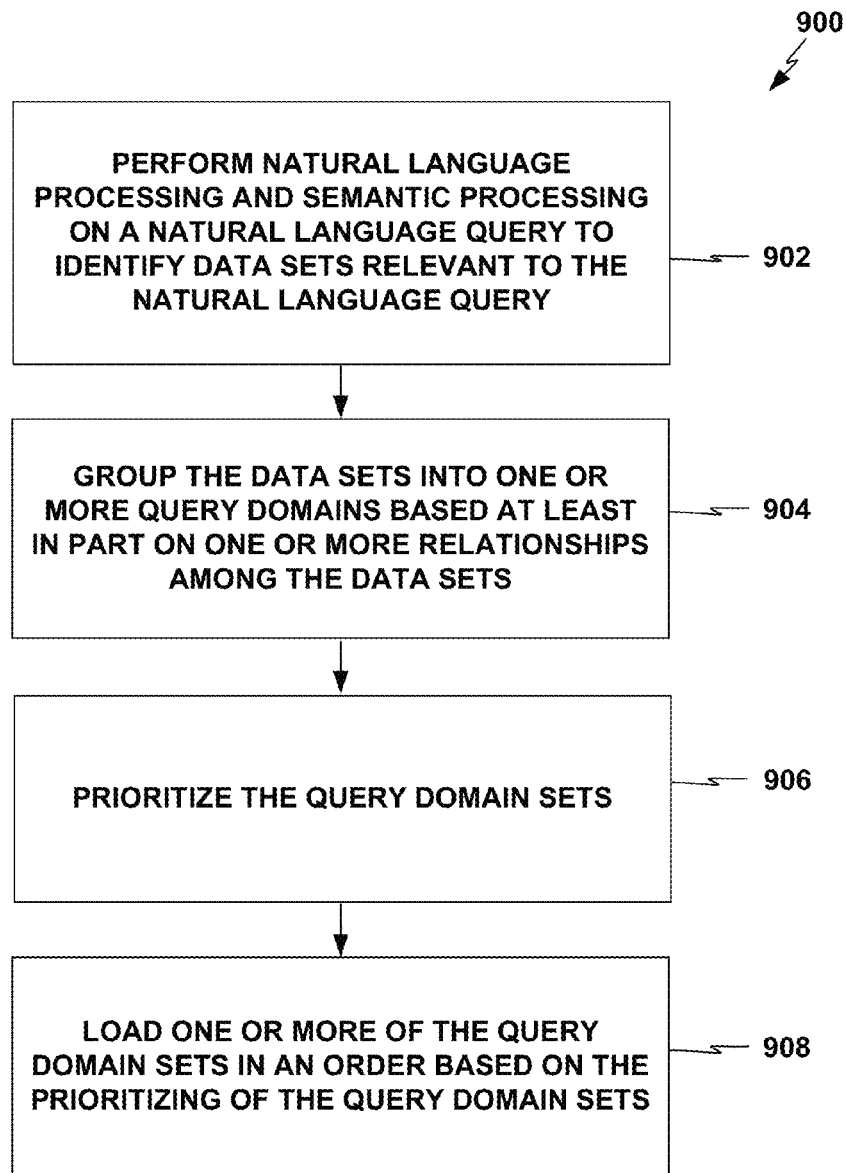 900
PERFORM NATURAL LANGUAGE
PROCESSING AND SEMANTIC PROCESSING
ON A NATURAL LANGUAGE QUERY TO
IDENTIFY DATA SETS RELEVANT TO THE
NATURAL LANGUAGE QUERY
902
GROUP THE DATA SETS INTO ONE OR
MORE QUERY DOMAINS BASED AT LEAST
IN PART ON ONE OR MORE RELATIONSHIPS
AMONG THE DATA SETS
904
PRIORITIZE THE QUERY DOMAIN SETS
906
LOAD ONE OR MORE OF THE QUERY
DOMAIN SETS IN AN ORDER BASED ON THE
PRIORITIZING OF THE QUERY DOMAIN SETS
908